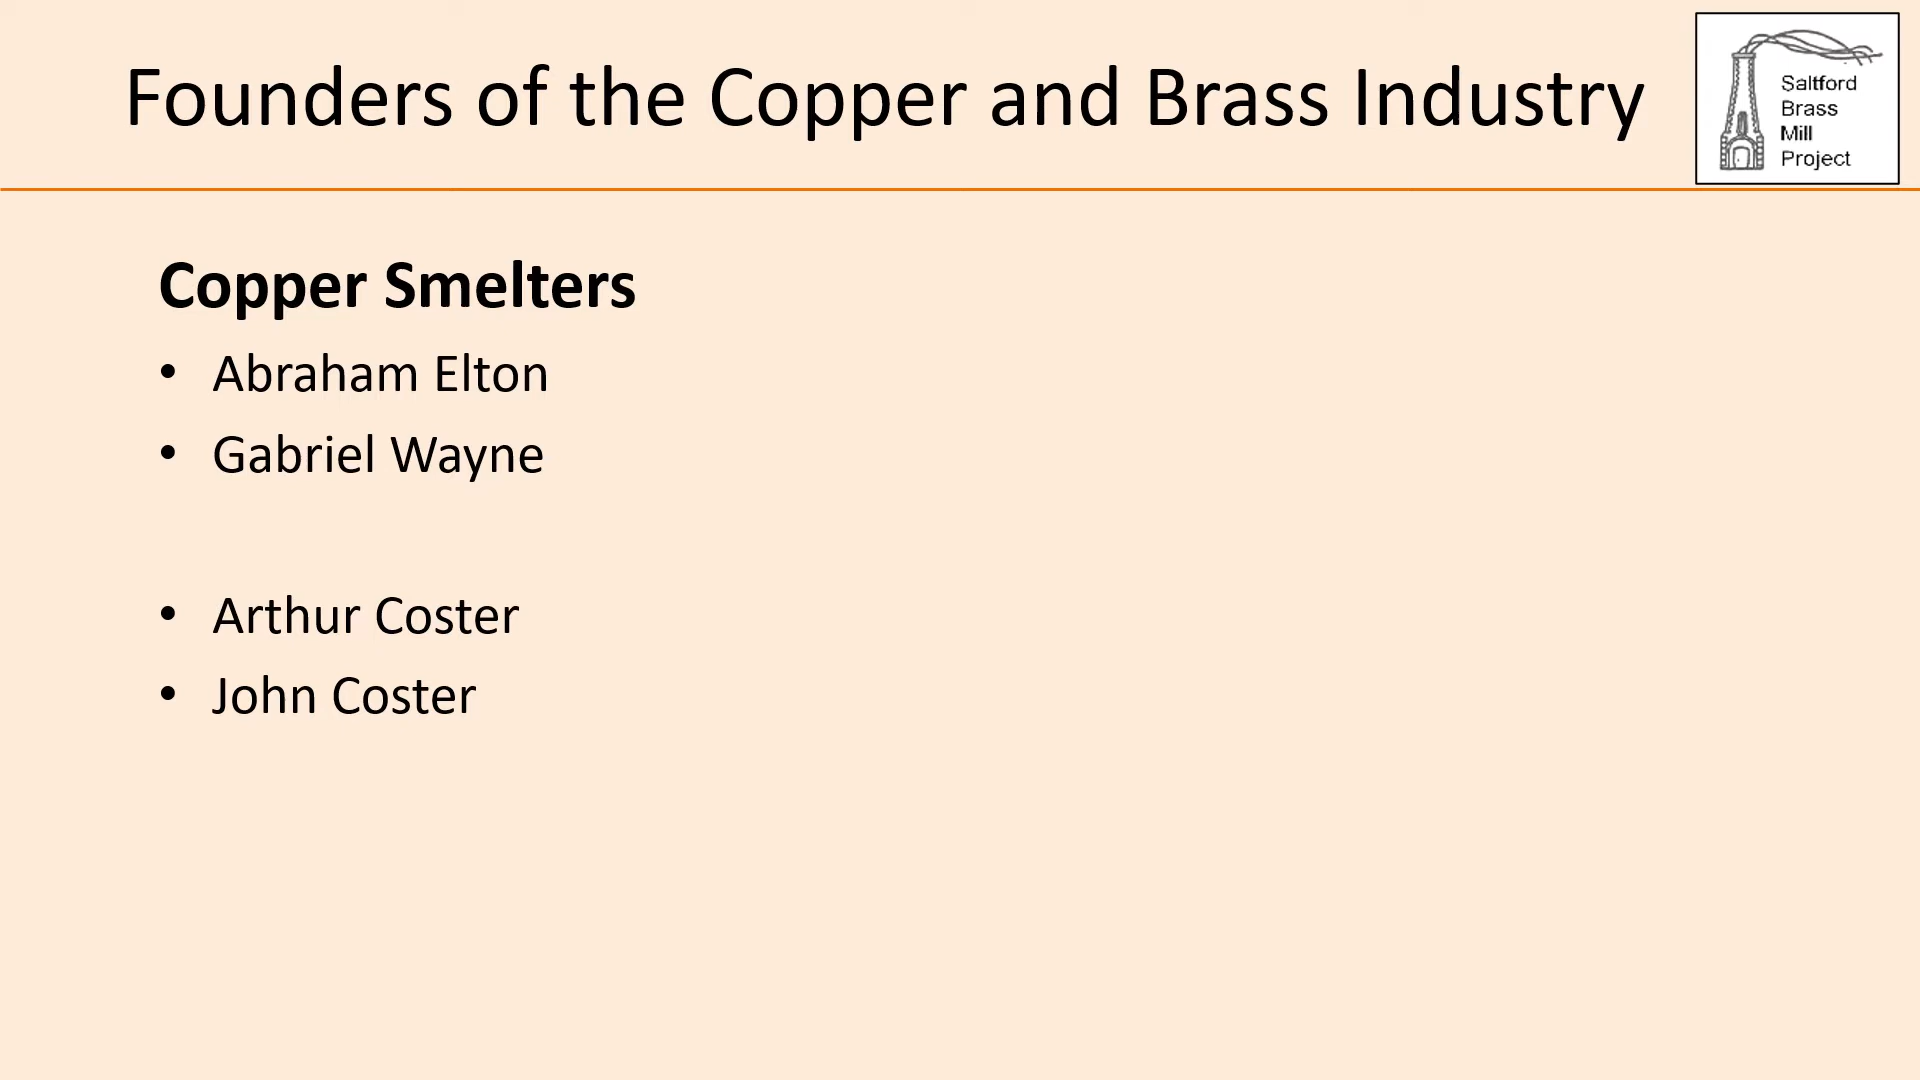 Founders of the Copper and Brass Industry
Saltford
Brass
Mill
Project
Copper Smelters
• Abraham Elton
• Gabriel Wayne
• Arthur Coster
• John Coster